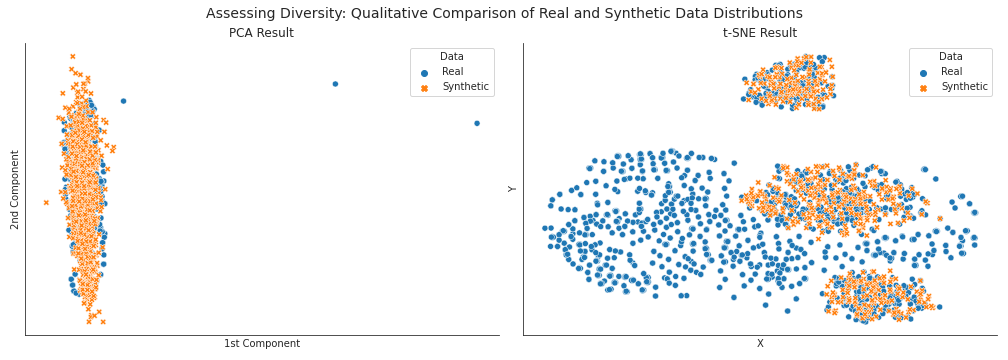 Assessing Diversity: Qualitative Comparison of Real and Synthetic Data Distributions
PCA Result
Data
Real
Synthetic
2nd Component
1st Component
t-SNE Result
Data
Real
Synthetic
Y
X